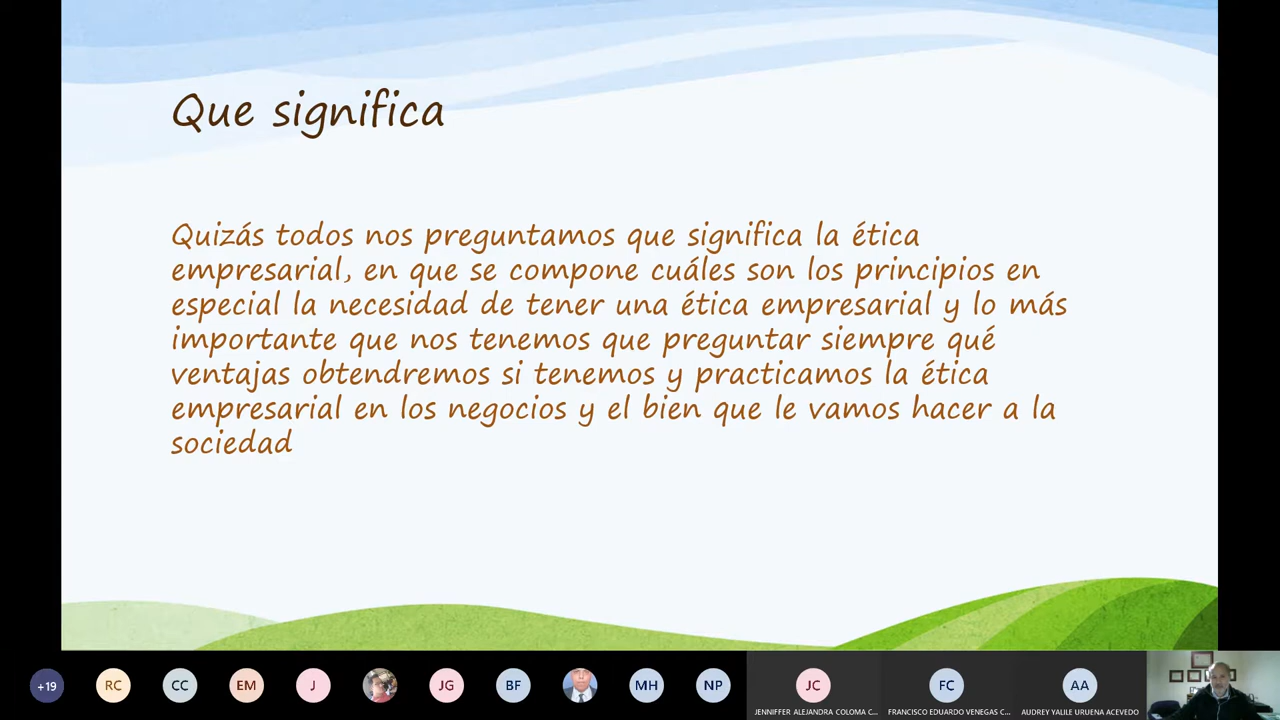 Que significa
Quizás todos nos preguntamos que significa la ética
empresarial, en que se compone cuáles son los principios en
especial la necesidad de tener una ética empresarial y lo más
importante que nos tenemos que preguntar siempre qué
ventajas obtendremos si tenemos y practicamos la ética
empresarial en los negocios y el bien que le vamos hacer a la
sociedad
+19
RC
CC
EM
J
JG
BF
MH
NP
JC
FC
AA
JENNIFFER ALEJANDRA COLOMA C...
FRANCISCO EDUARDO VENEGAS C...
AUDREY YALILE URUENA ACEVEDO